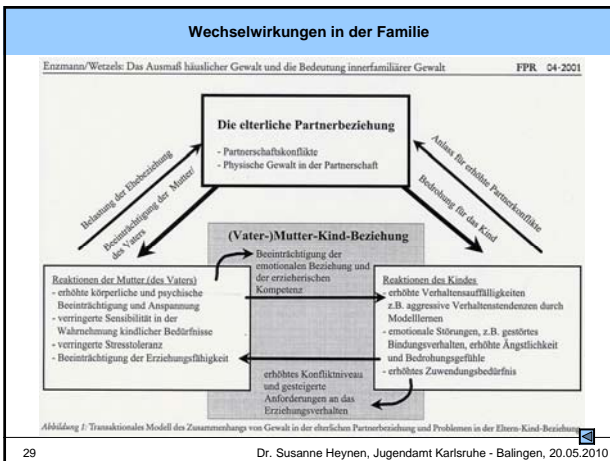 Wechselwirkungen in der Familie
Enzmann/Wetzels: Das Ausmaß häuslicher Gewalt und die Bedeutung innerfamiliärer Gewalt FPR 04-2001
Die elterliche Partnerbeziehung
- Partnerschaftskonflikte
- Physische Gewalt in der Partnerschaft
Belastung der Ehebeziehung
Beeinträchtigung der Mutter/
des Vaters
Anlass für erhöhte Partnerkonflikte
Bedrohung für das Kind
(Vater-)Mutter-Kind-Beziehung
Beeinträchtigung der
emotionalen Beziehung und
der erzieherischen
Kompetenz
Reaktionen der Mutter (des Vaters)
- erhöhte körperliche und psychische
Beeinträchtigung und Anspannung
- verringerte Sensibilität in der
Wahrnehmung kindlicher Bedürfnisse
- verringerte Stresstoleranz
- Beeinträchtigung der Erziehungsfähigkeit
Reaktionen des Kindes
- erhöhte Verhaltensauffälligkeiten
z.B. aggressive Verhaltenstendenzen durch
Modelllernen
- emotionale Störungen, z.B. gestörtes
Bindungsverhalten, erhöhte Ängstlichkeit
und Bedrohungsgefühle
- erhöhtes Zuwendungsbedürfnis
erhöhtes Konfliktniveau
und gesteigerte
Anforderungen an das
Erziehungsverhalten
Abbildung 1: Transaktionales Modell des Zusammenhangs von Gewalt in der elterlichen Partnerbeziehung und Problemen in der Eltern-Kind-Beziehung
29 Dr. Susanne Heynen, Jugendamt Karlsruhe - Balingen, 20.05.2010